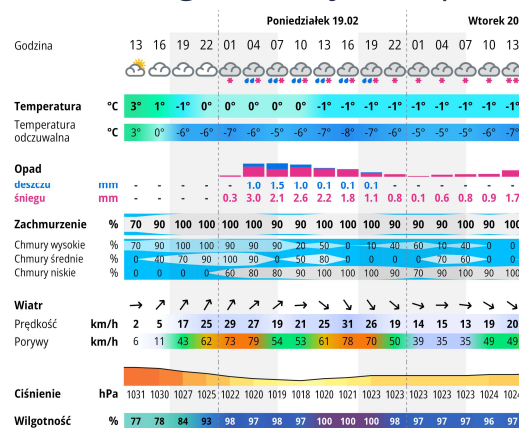 Poniedziałek 19.02 Wtorek 20
Godzina 13 16 19 22 01 04 07 10 13 16 19 22 01 04 07 10 13
Temperatura °C 3° 1° -1° 0° 0° 0° 0° 0° -1° -1° -1° -1° -1° -1° -1° -1° -1°
Temperatura
odczuwalna °C 3° 0° -6° -6° -7° -6° -5° -6° -7° -8° -7° -6° -5° -5° -6° -6° -7°
Opad
deszczu mm - - - - - 1.0 1.5 1.0 0.1 0.1 0.1 - - - - - -
śniegu mm - - - - 0.3 3.0 2.1 2.6 2.2 1.8 1.1 0.8 0.1 0.6 0.8 0.9 1.7
Zachmurzenie % 70 90 100 100 100 100 90 90 90 100 100 100 100 100 90 100 100
Chmury wysokie % 70 90 100 100 90 90 90 20 50 0 10 40 60 10 40 0 0
Chmury średnie % 0 40 70 90 100 90 0 50 80 0 0 0 0 70 60 0 0
Chmury niskie % 0 0 0 0 60 80 80 90 100 100 100 100 100 70 90 100 100
Wiatr
Prędkość km/h 2 5 17 25 29 27 19 21 25 31 26 19 14 15 13 19 20
Porywy km/h 6 11 43 62 73 79 54 53 61 78 70 50 39 35 35 49 49
Ciśnienie hPa 1031 1030 1027 1025 1022 1020 1019 1018 1020 1021 1023 1023 1023 1023 1023 1024 1024
Wilgotność % 77 78 84 93 98 97 98 97 100 100 100 98 97 97 97 96 97